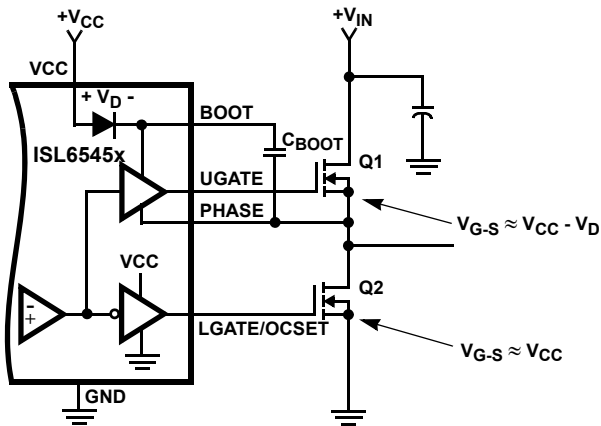 +VCC
+VIN
VCC
+ VD -
BOOT
CBOOT
ISL6545x
Q1
UGATE
PHASE
VG-S ≈ VCC - VD
VCC
Q2
- +
LGATE/OCSET
VG-S ≈ VCC
GND